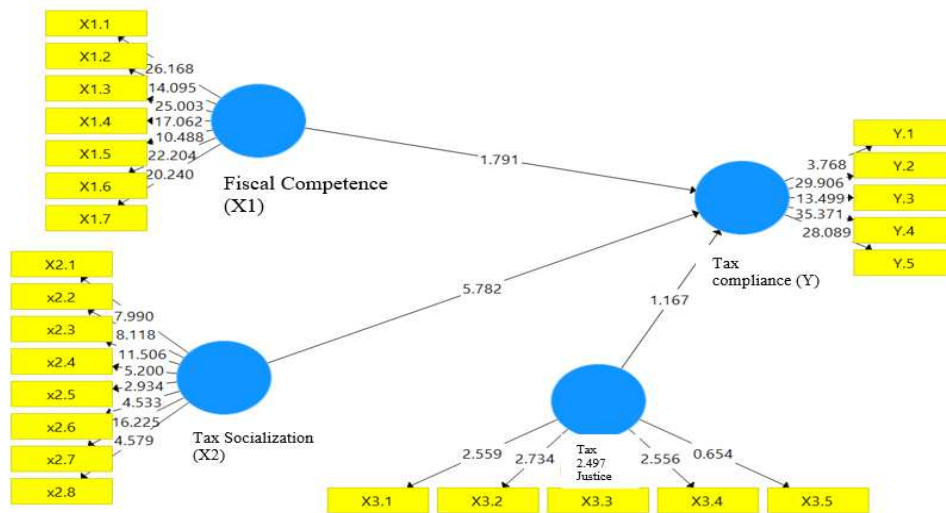 X1.1
X1.2
X1.3
X1.4
X1.5
X1.6
X1.7
26.168
14.095
25.003
17.062
10.488
22.204
20.240
Fiscal Competence
(X1)
1.791
Y.1
Y.2
Y.3
Y.4
Y.5
3.768
29.906
13.499
35.371
28.089
Tax
compliance (Y)
X2.1
x2.2
x2.3
x2.4
x2.5
x2.6
x2.7
x2.8
7.990
8.118
11.506
5.200
2.934
4.533
16.225
4.579
Tax Socialization
(X2)
5.782
1.167
2.559
2.734
Tax
2.497
Justice
2.556
0.654
X3.1
X3.2
X3.3
X3.4
X3.5